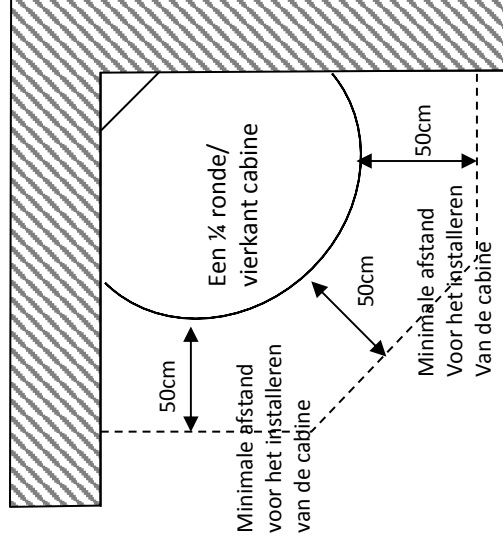 Een ¼ ronde/
vierkant cabine
50cm
Minimale afstand
voor het installeren
van de cabine
50cm
50cm
Minimale afstand
Voor het installeren
Van de cabine